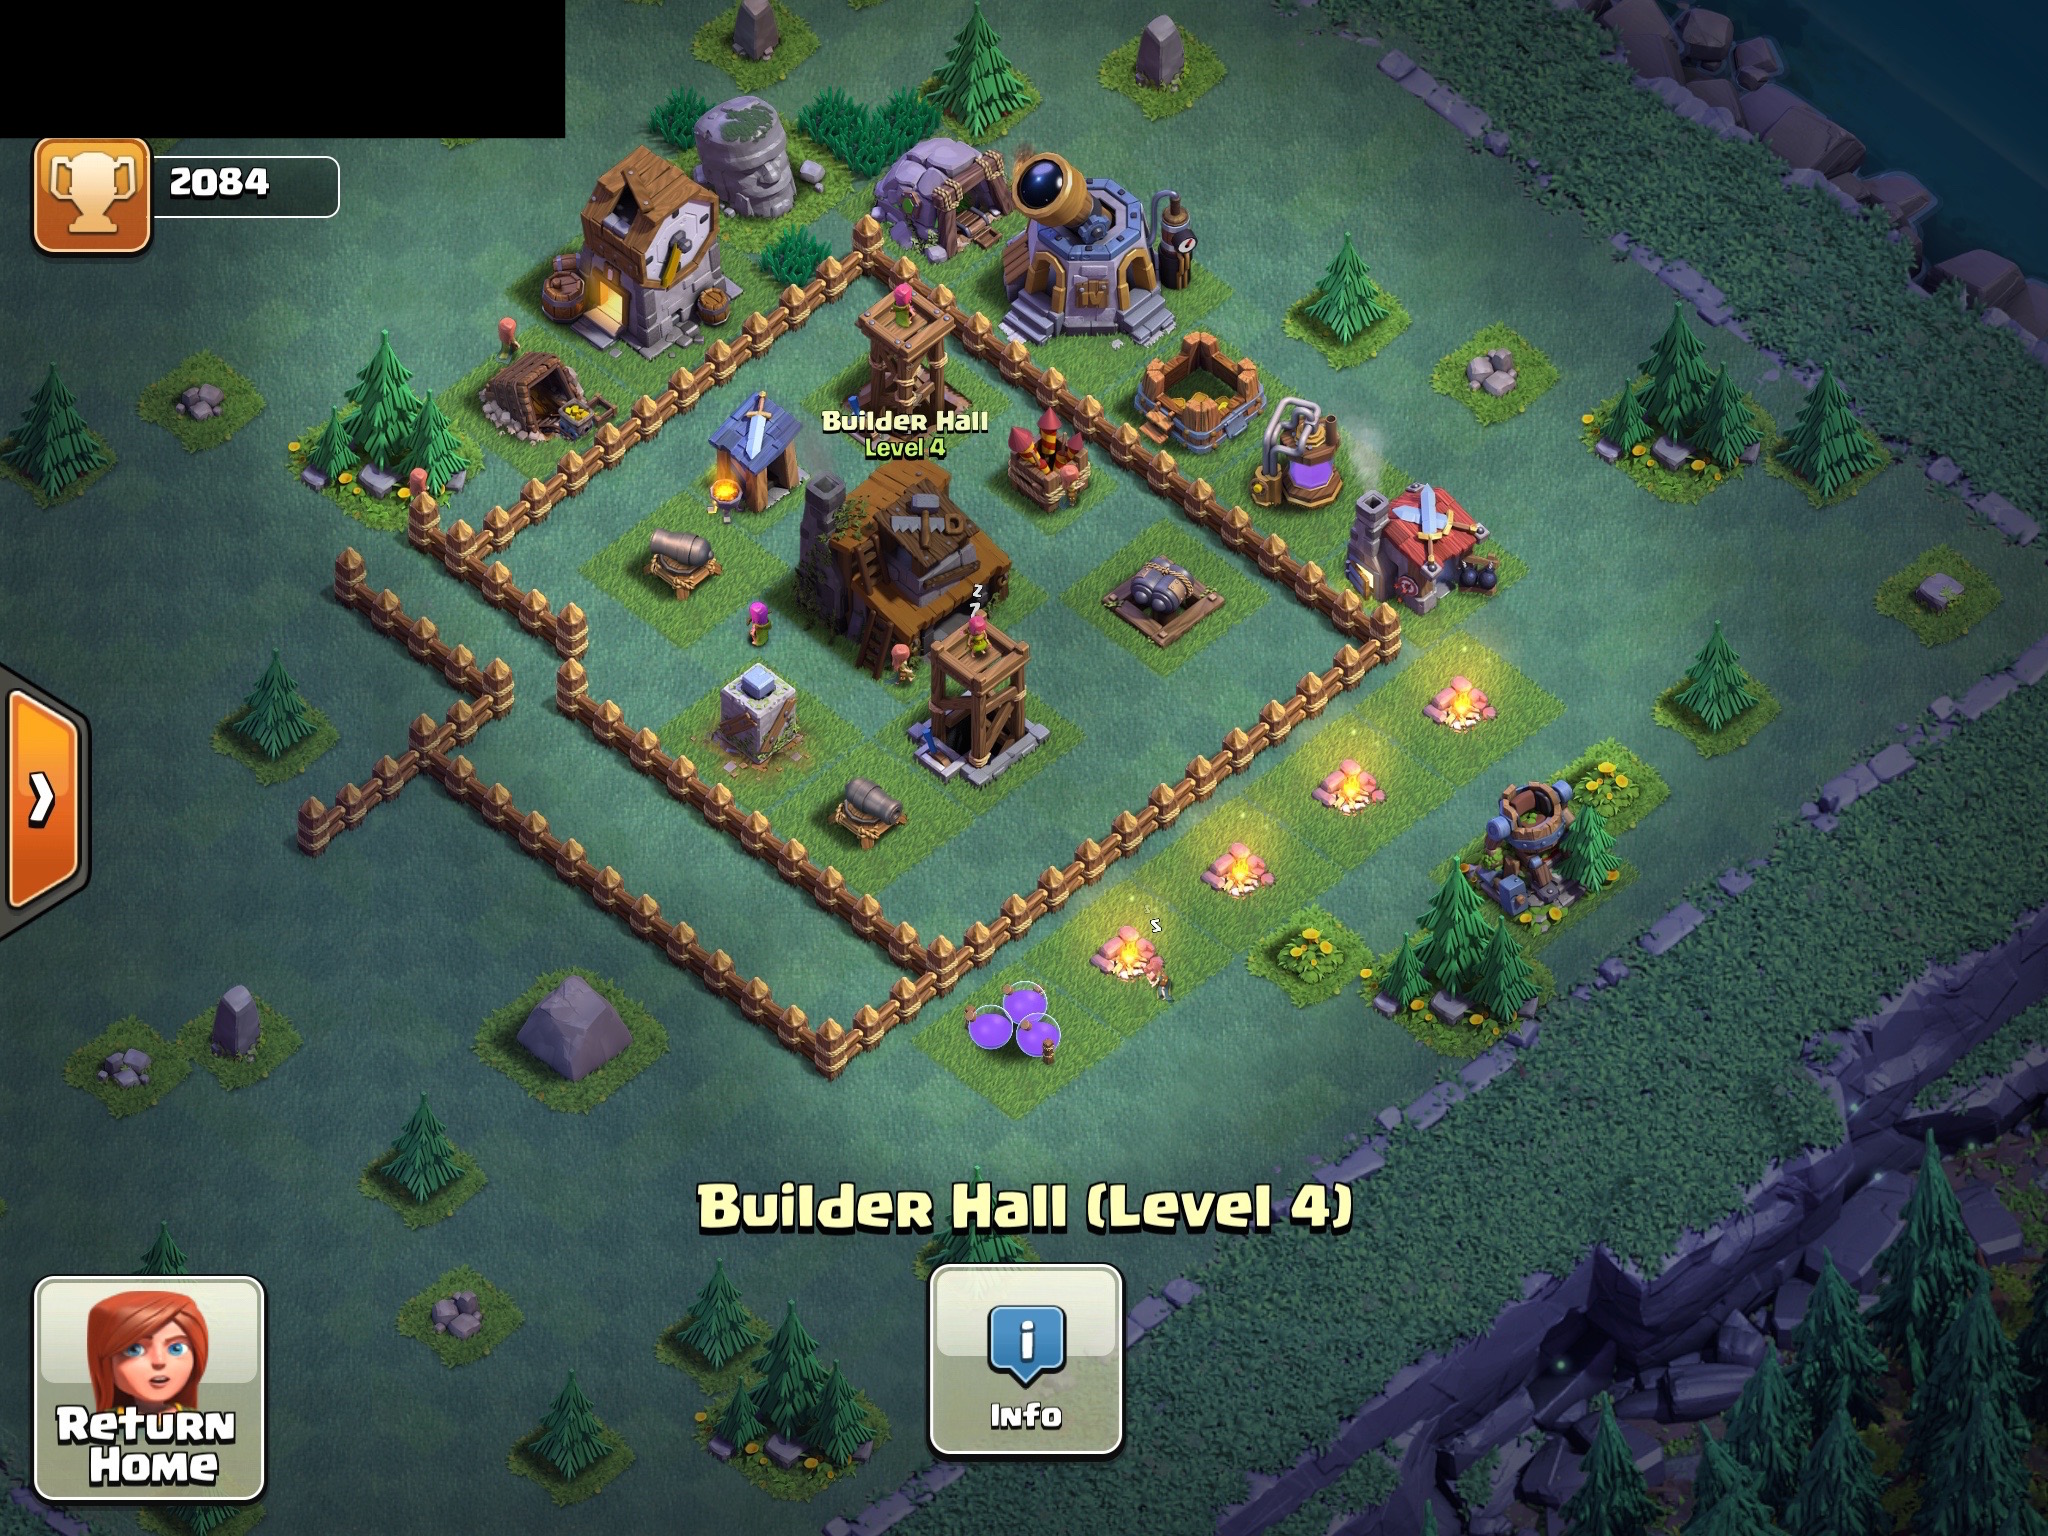 2084
Builder Hall
Level 4
z
z
s
Builder Hall (Level 4)
Return
Home
i
Info